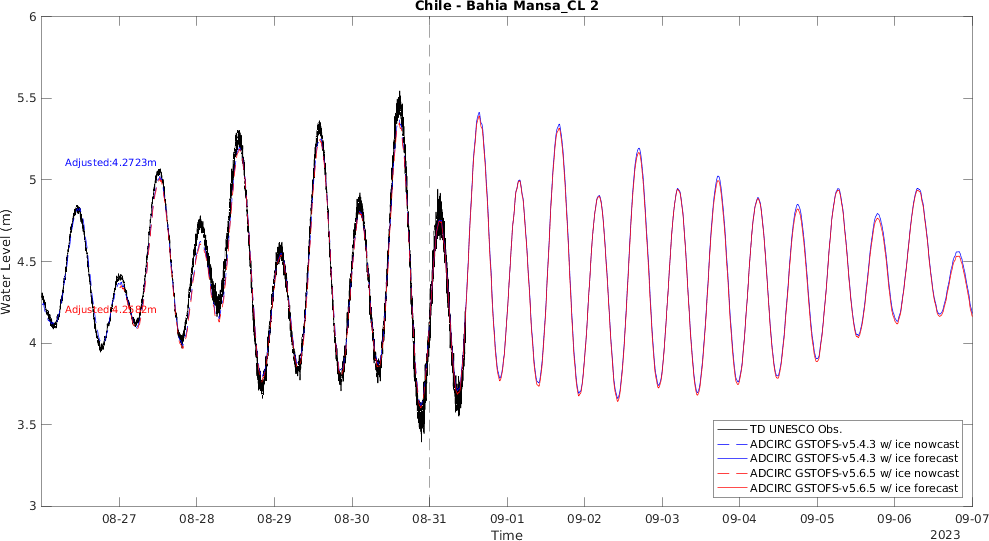 Chile - Bahia Mansa_CL 2
6
5.5
5
4.5
4
3.5
3
Water Level (m)
Adjusted:4.2723m
Adjusted:4.2582m
TD UNESCO Obs.
ADCIRC GSTOFS-v5.4.3 w/ ice nowcast
ADCIRC GSTOFS-v5.4.3 w/ ice forecast
ADCIRC GSTOFS-v5.6.5 w/ ice nowcast
ADCIRC GSTOFS-v5.6.5 w/ ice forecast
08-27 08-28 08-29 08-30 08-31 09-01 09-02 09-03 09-04 09-05 09-06 09-07
Time
2023